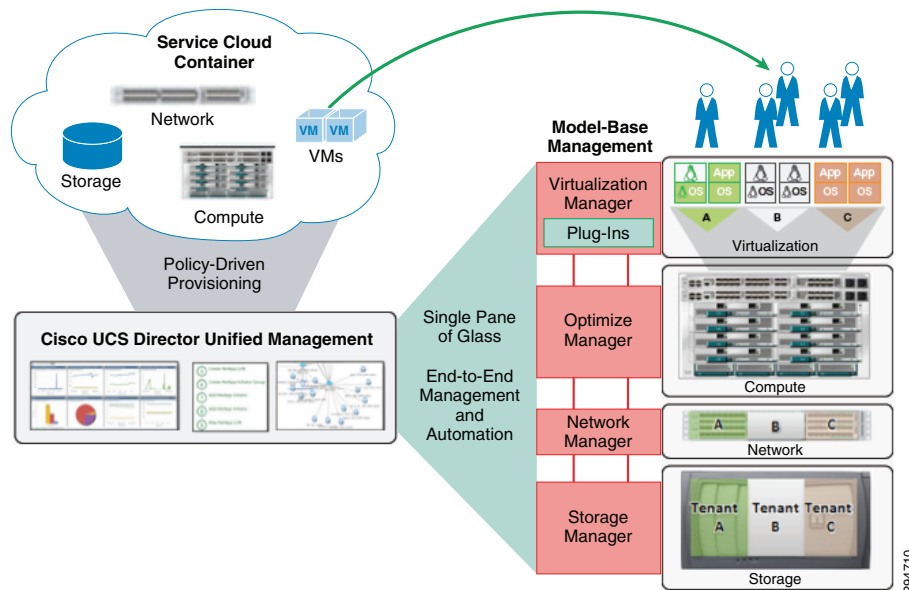 Service Cloud
Container
Network
VM VM
VMs
Storage
Compute
Policy-Driven
Provisioning
Cisco UCS Director Unified Management
Single Pane
of Glass
End-to-End
Management
and
Automation
Model-Base
Management
Virtualization
Manager
Plug-Ins
Optimize
Manager
Network
Manager
Storage
Manager
App App App
OS OS OS OS OS OS
A B C
Virtualization
Compute
A B C
Network
Tenant Tenant Tenant
A B C
Storage
294710